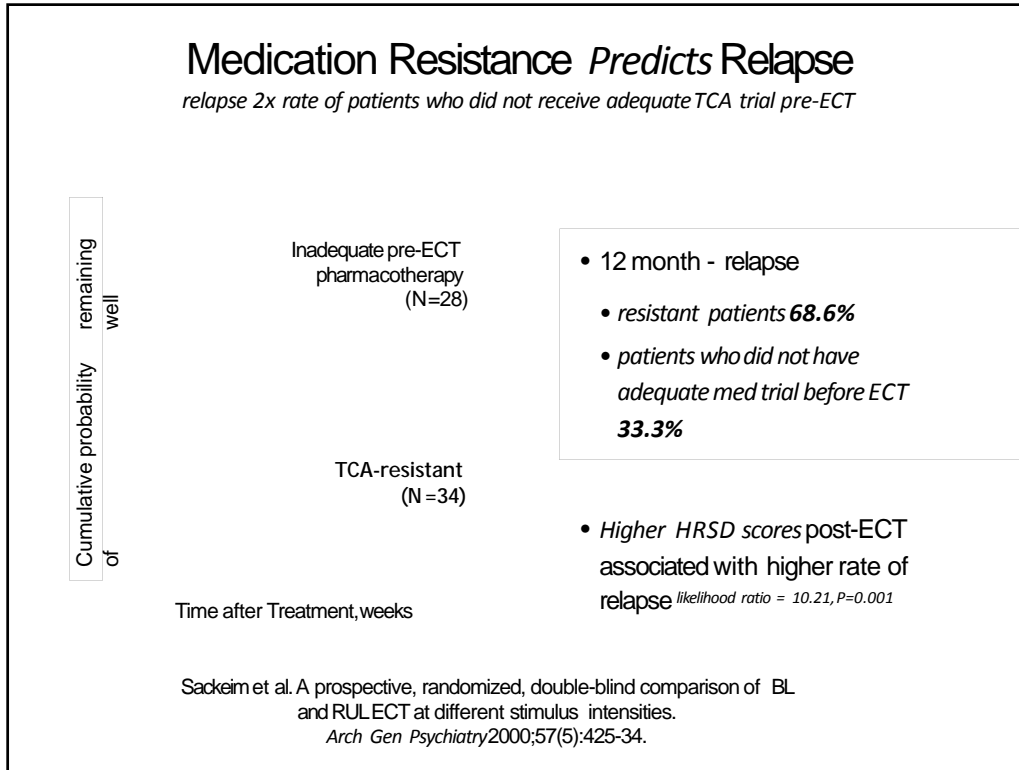 Medication Resistance Predicts Relapse
relapse 2x rate of patients who did not receive adequate TCA trial pre-ECT
Cumulative probability of remaining well
Inadequate pre-ECT
pharmacotherapy
(N=28)
TCA-resistant
(N=34)
Time after Treatment, weeks
• 12 month - relapse
• resistant patients 68.6%
• patients who did not have
adequate med trial before ECT
33.3%
• Higher HRSD scores post-ECT
associated with higher rate of
relapse likelihood ratio = 10.21, P=0.001
Sackeim et al. A prospective, randomized, double-blind comparison of BL
and RUL ECT at different stimulus intensities.
Arch Gen Psychiatry 2000;57(5):425-34.